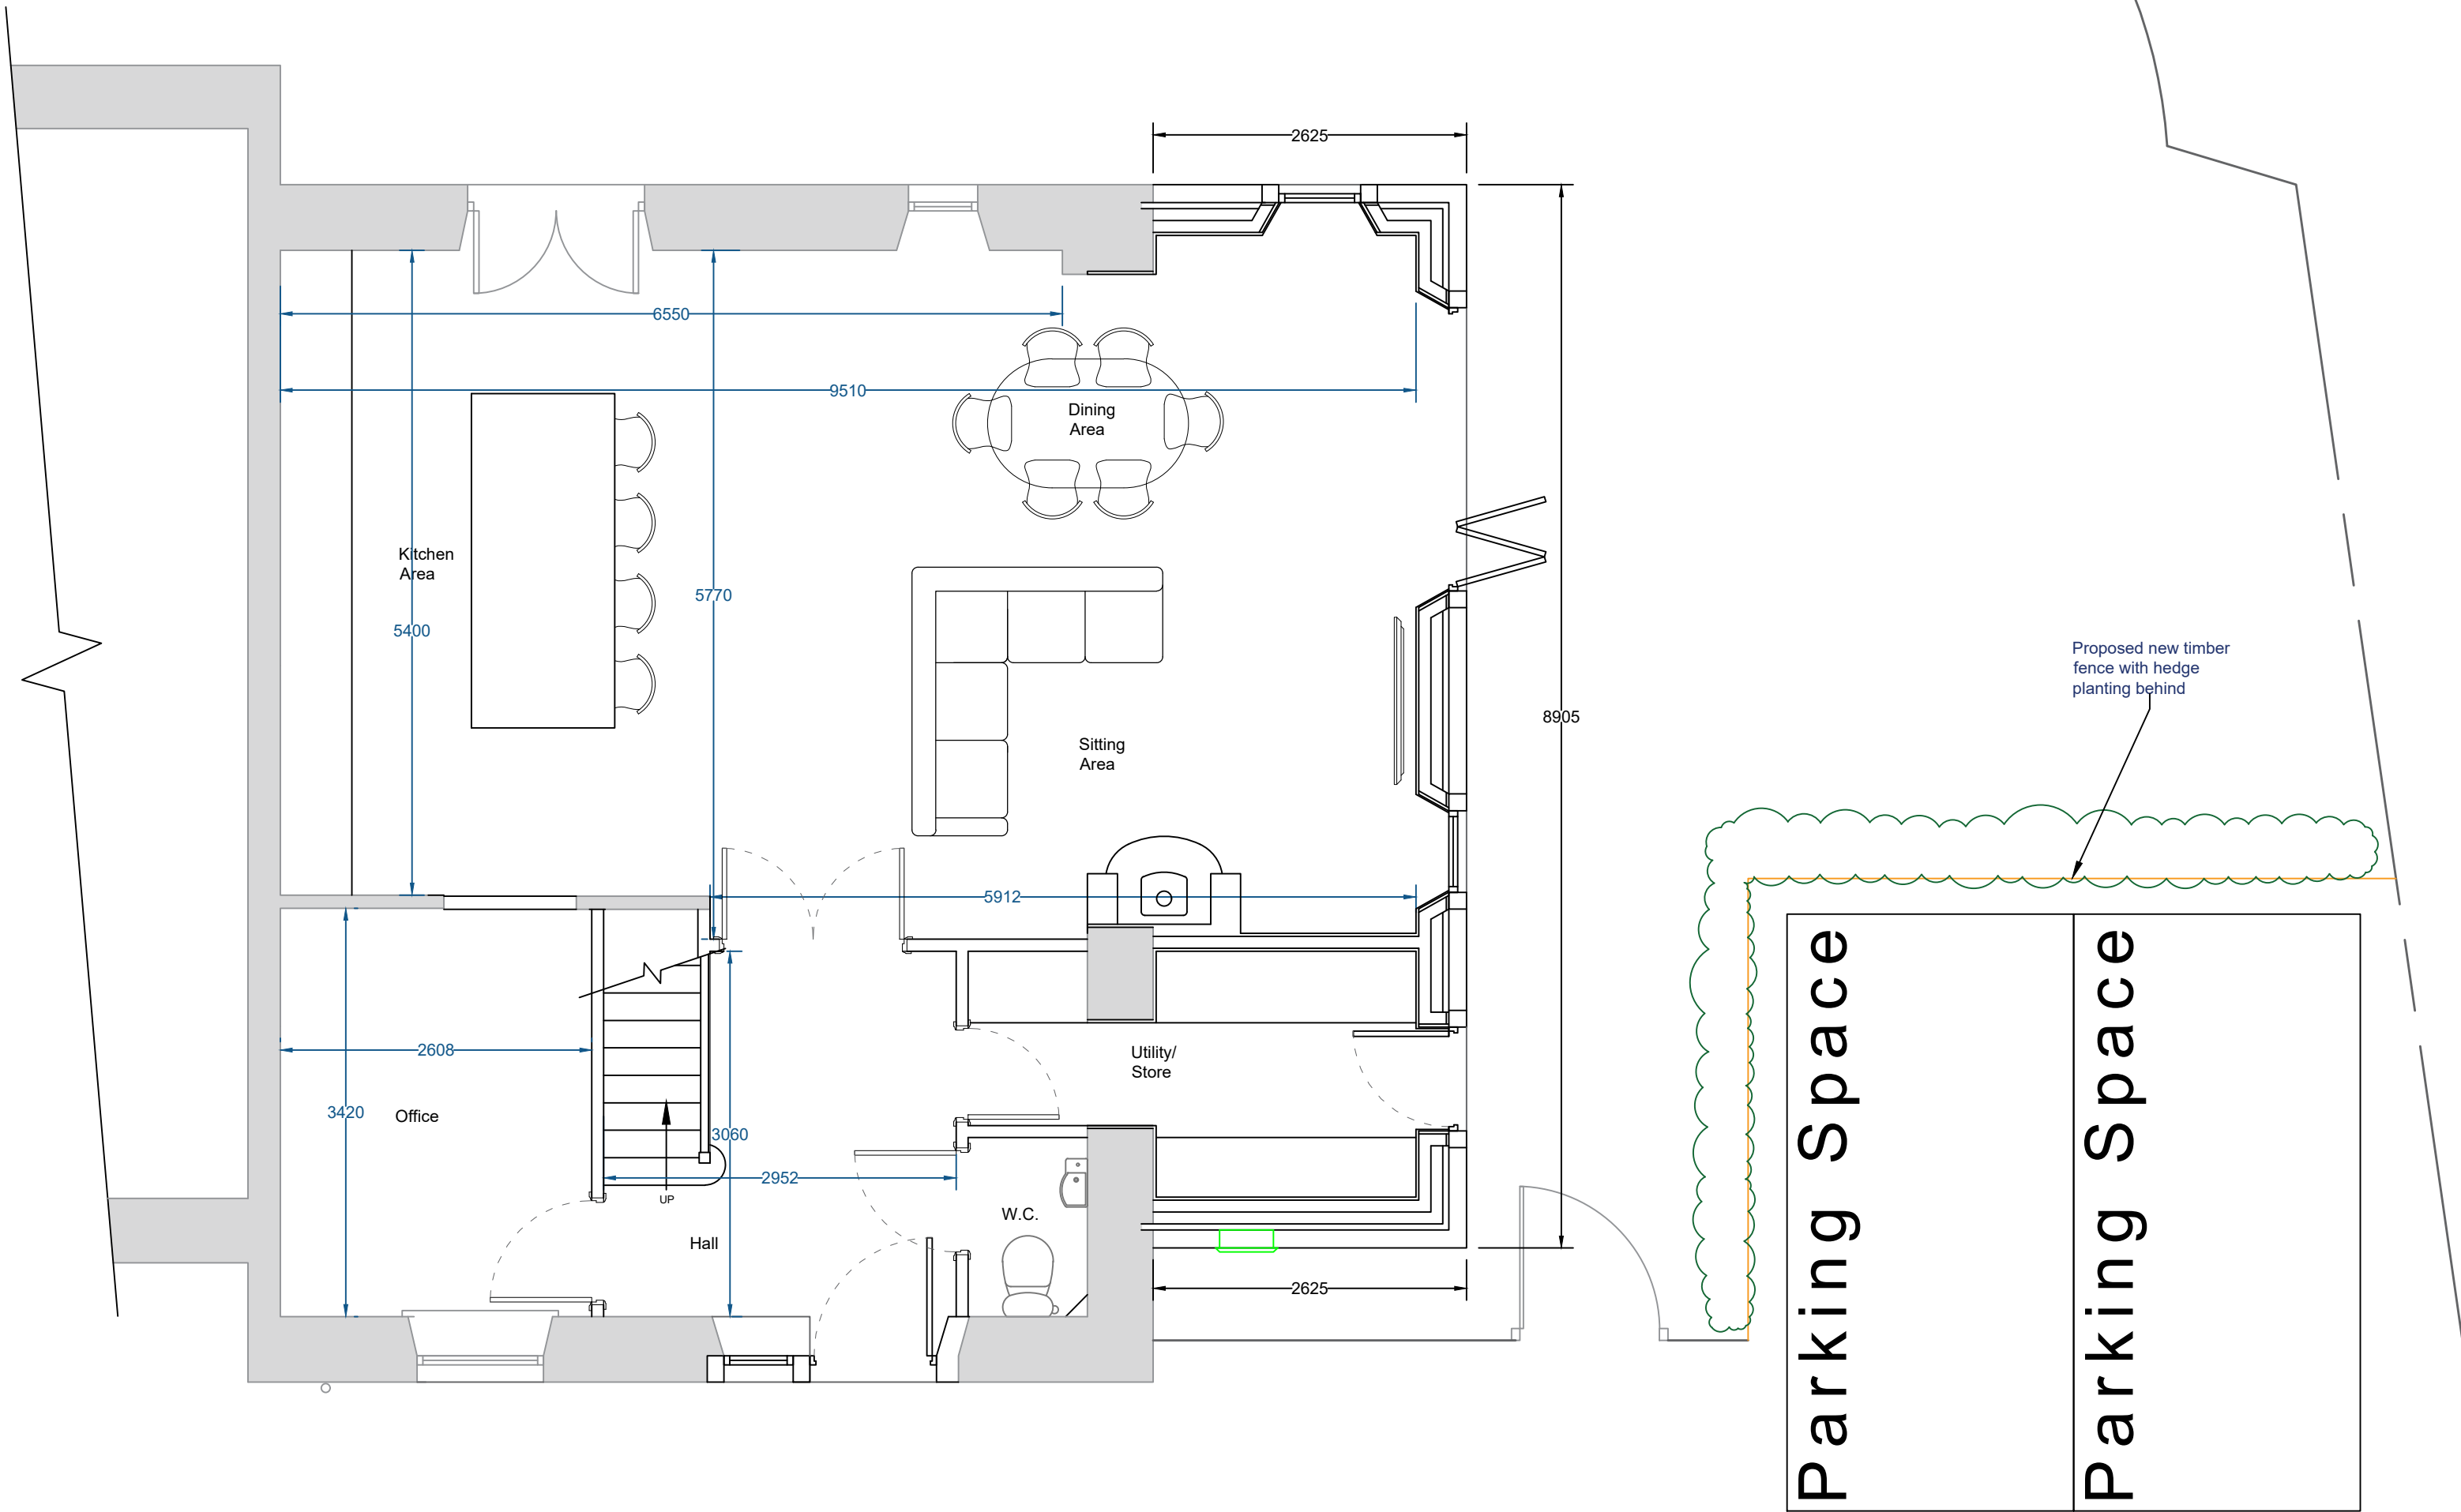 2625
6550
9510
Dining
Area
Kitchen
Area
5400
5770
Sitting
Area
8905
Proposed new timber
fence with hedge
planting behind
5912
2608
Utility/
Store
3420
Office
3060
2952
UP
W.C.
Hall
2625
Parking Space
Parking Space